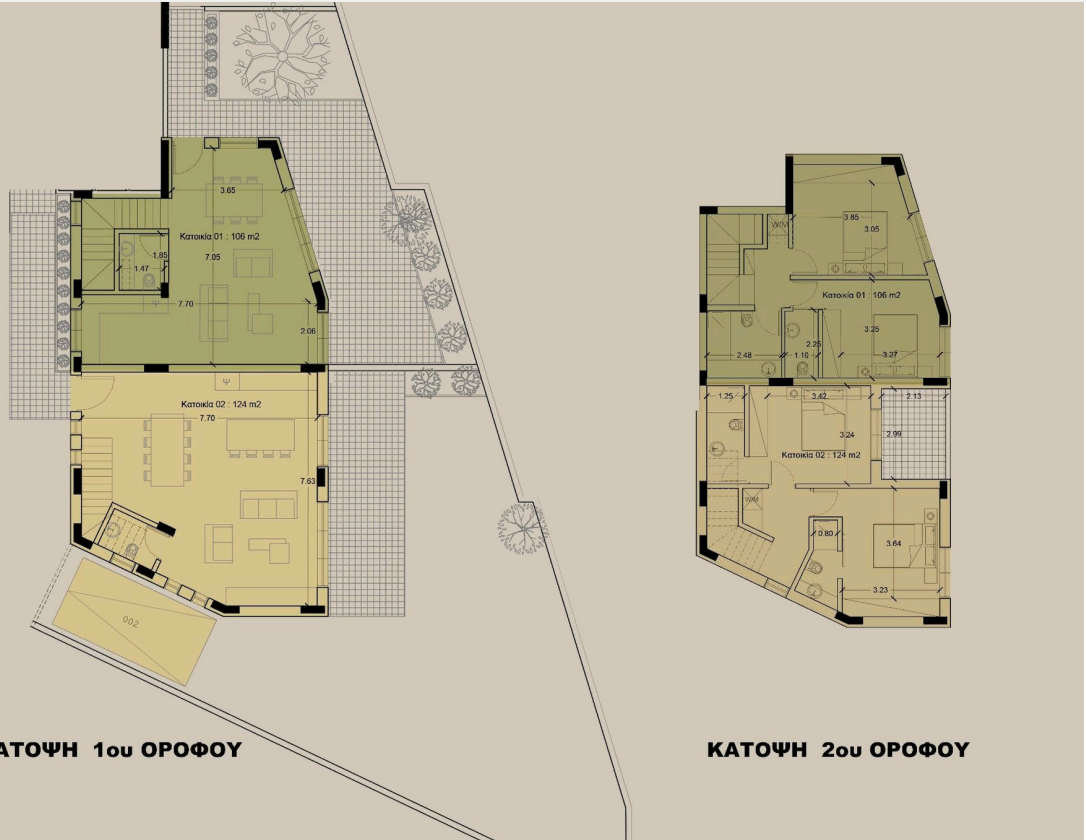 3.65
Κατοικία 01 : 106 m2
1.85
7.05
1.47
7.70
Ψ
2.06
Ψ
Κατοικία 02 : 124 m2
7.70
7.63
002
ΑΤΟΨΗ 1ου ΟΡΟΦΟΥ
W/M
3.85
3.05
Κατοικία 01 : 106 m2
3.25
2.25
2.48
1.10
3.27
1.25
3.42
2.13
3.24
2.99
Κατοικία 02 : 124 m2
W/M
0.80
3.64
3.23
ΚΑΤΟΨΗ 2ου ΟΡΟΦΟΥ